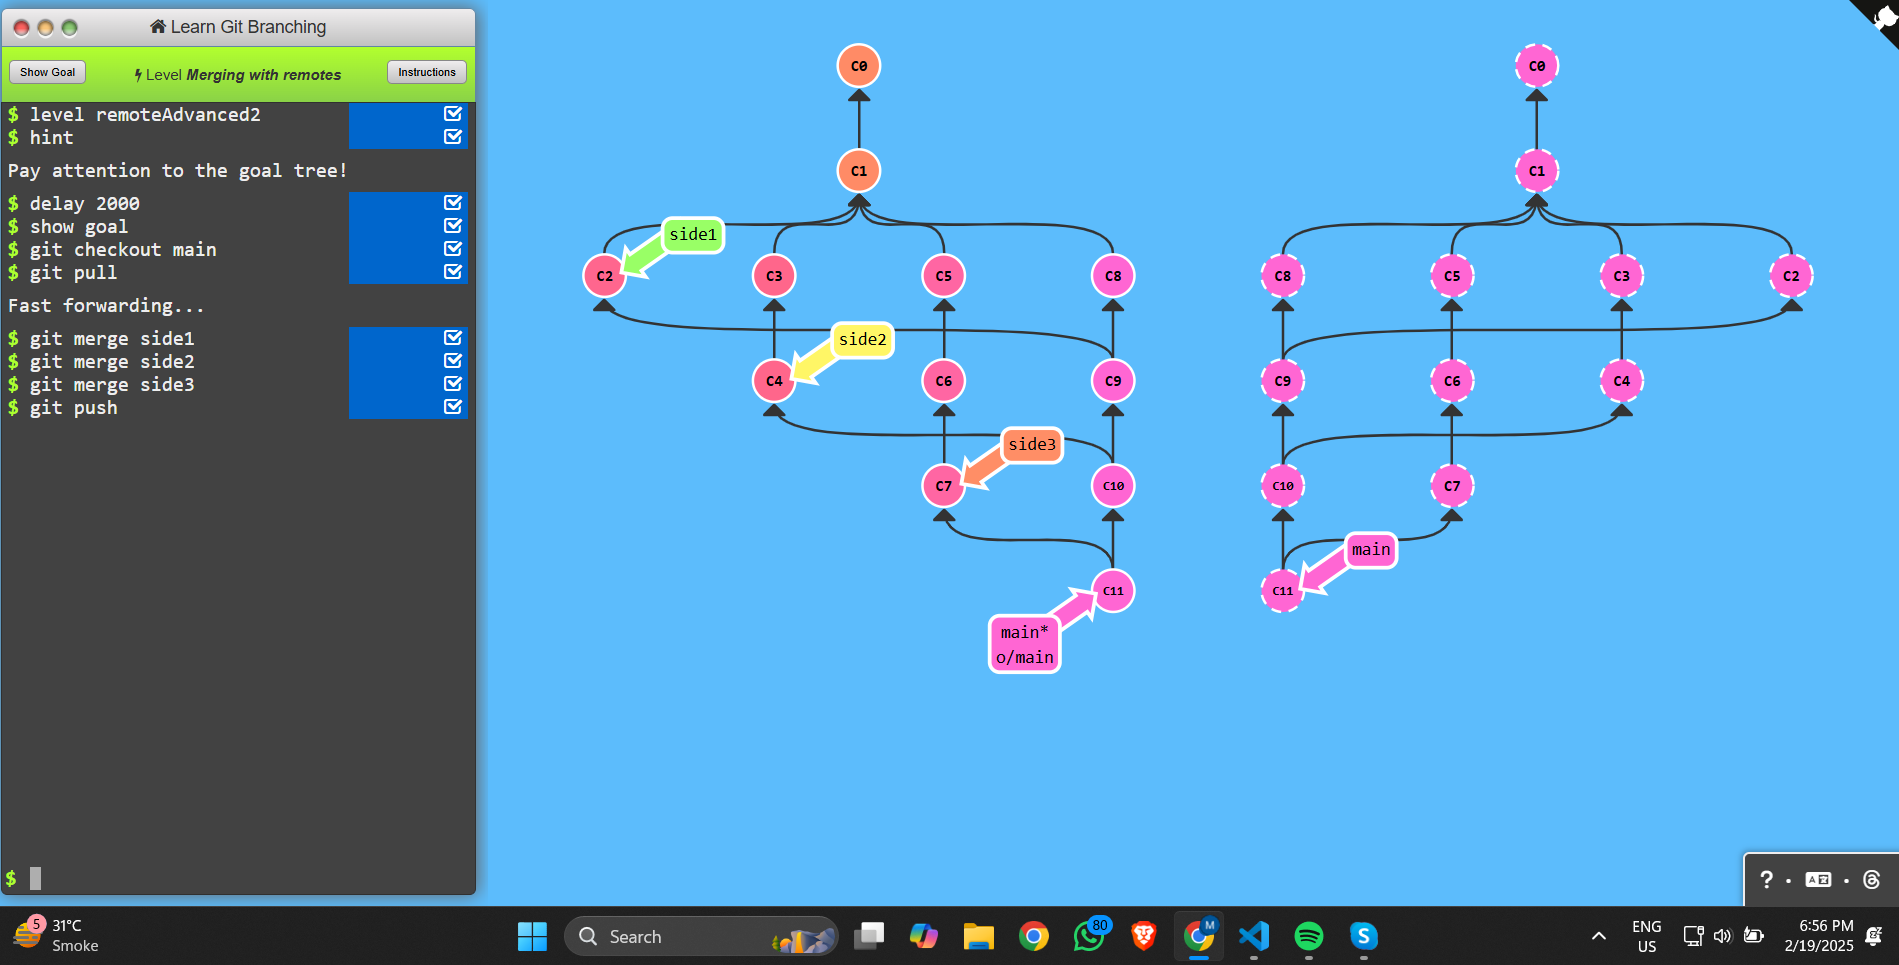 Learn Git Branching
Show Goal
Level Merging with remotes
Instructions
$ level remoteAdvanced2
$ hint
Pay attention to the goal tree!
$ delay 2000
$ show goal
$ git checkout main
$ git pull
Fast forwarding...
$ git merge side1
$ git merge side2
$ git merge side3
$ git push
$
C0
C1
side1
C2
C3
C5
C8
side2
C4
C6
C9
side3
C7
C10
C11
main*
o/main
C0
C1
C8
C5
C3
C2
C9
C6
C4
C10
C7
main
C11
?
5
31°C
Smoke
Search
80
M
S
ENG
US
6:56 PM
2/19/2025